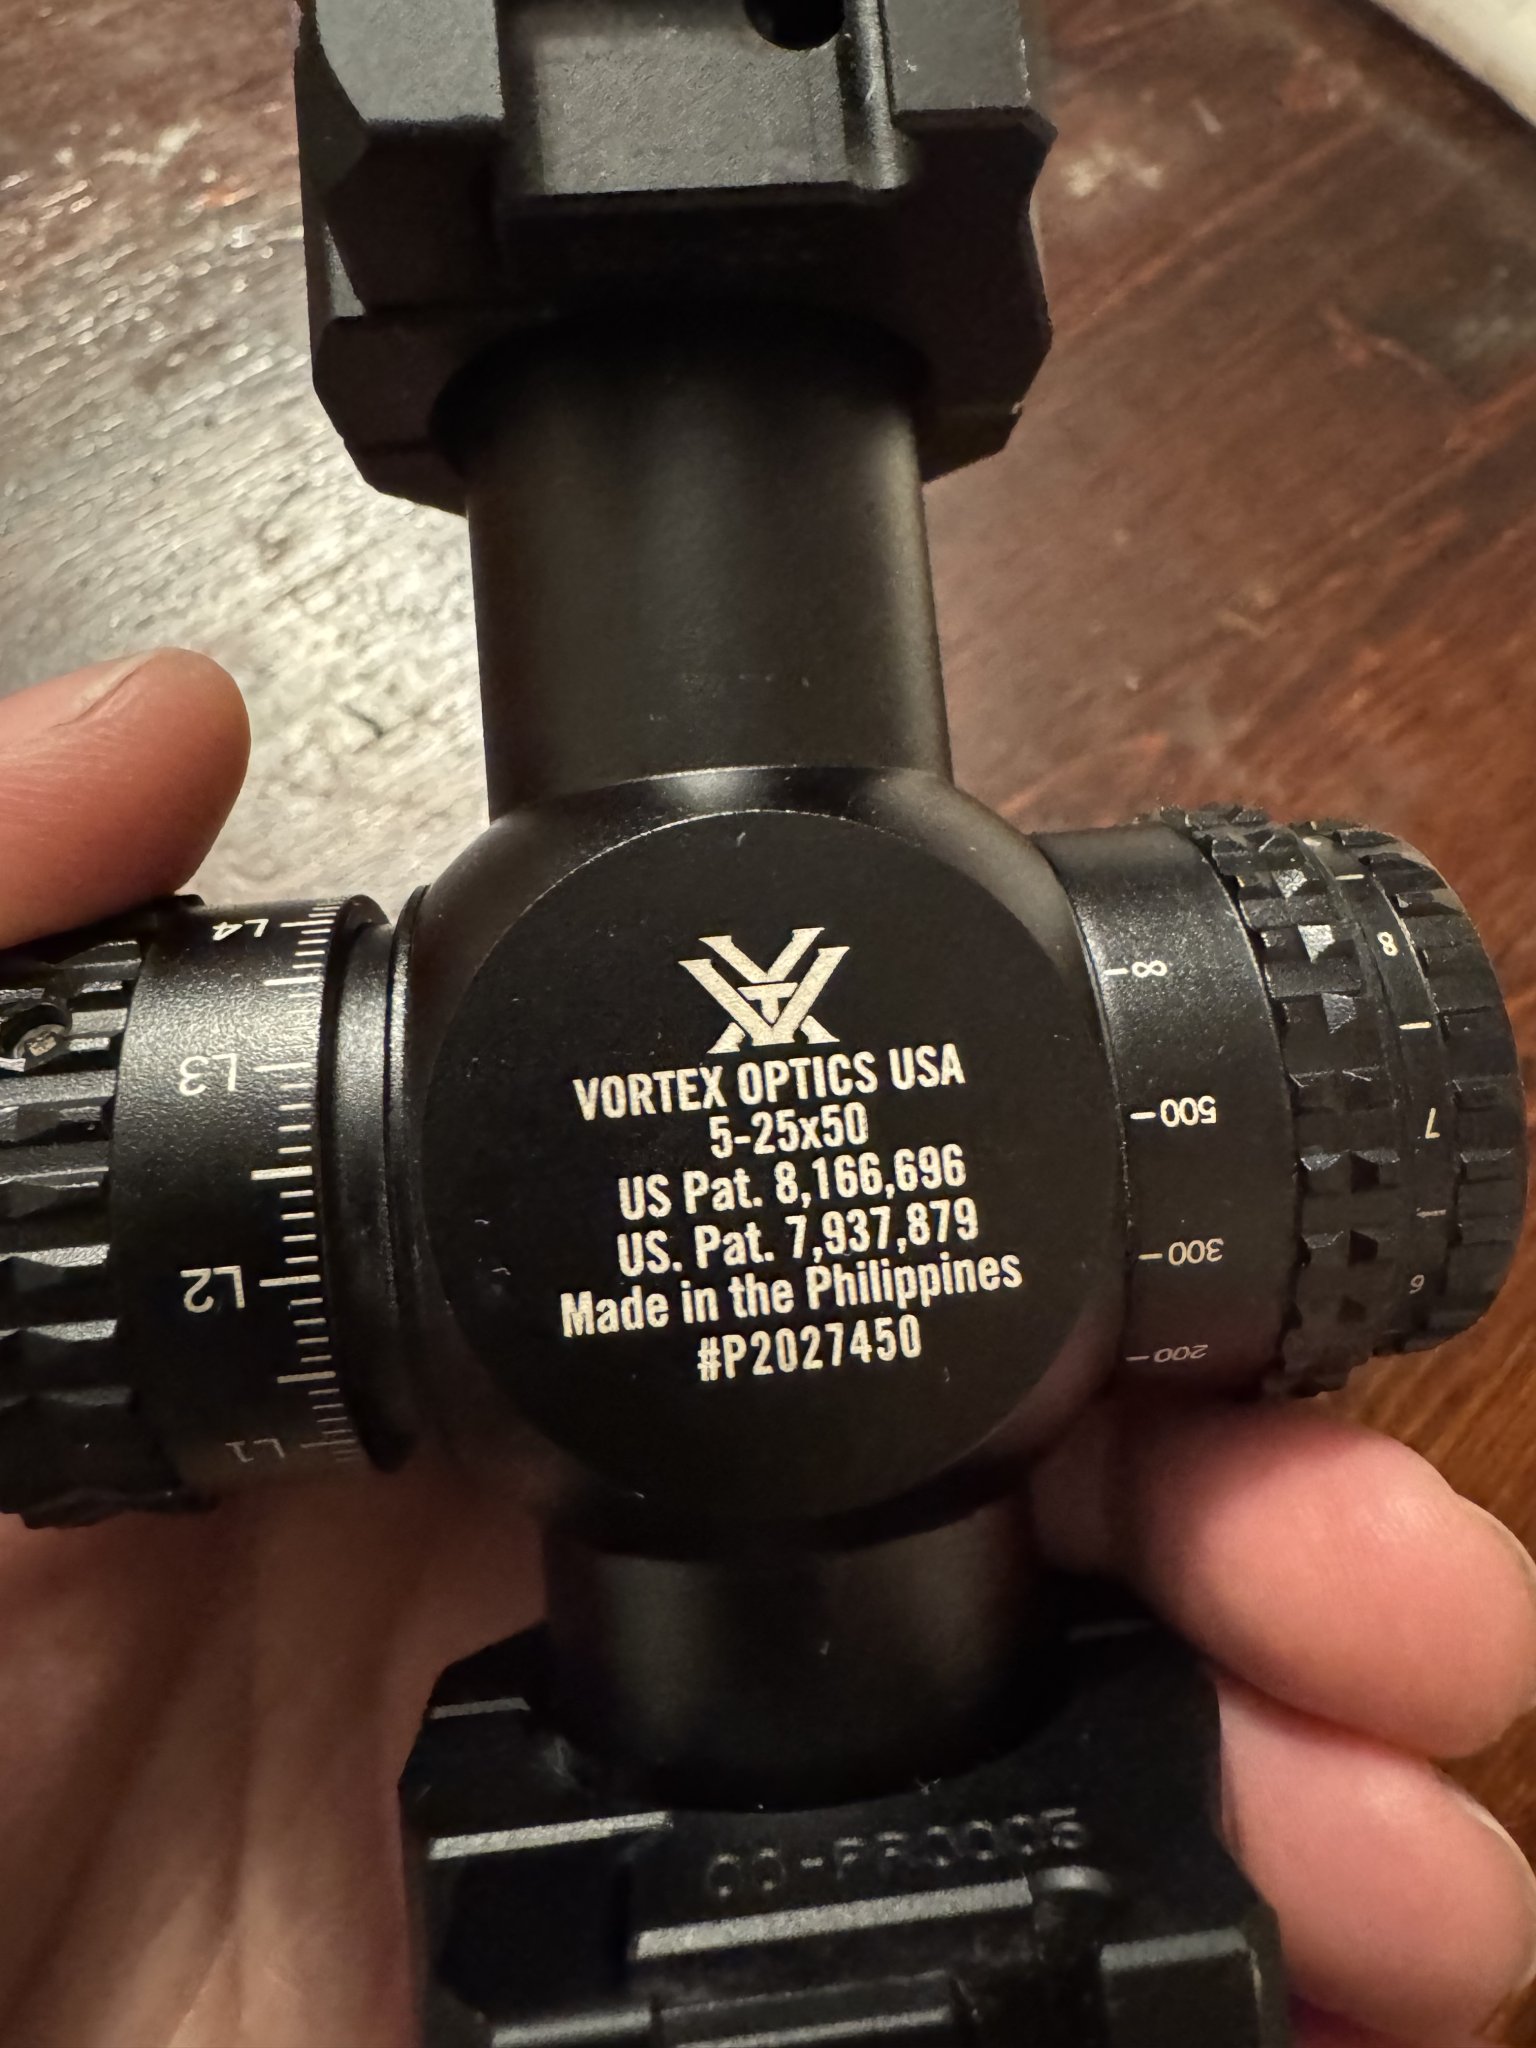 VORTEX OPTICS USA
5-25x50
US Pat. 8,166,696
US. Pat. 7,937,879
Made in the Philippines
#P2027450
L4
L3
L2
L1
∞
500
300
200
8
7
6